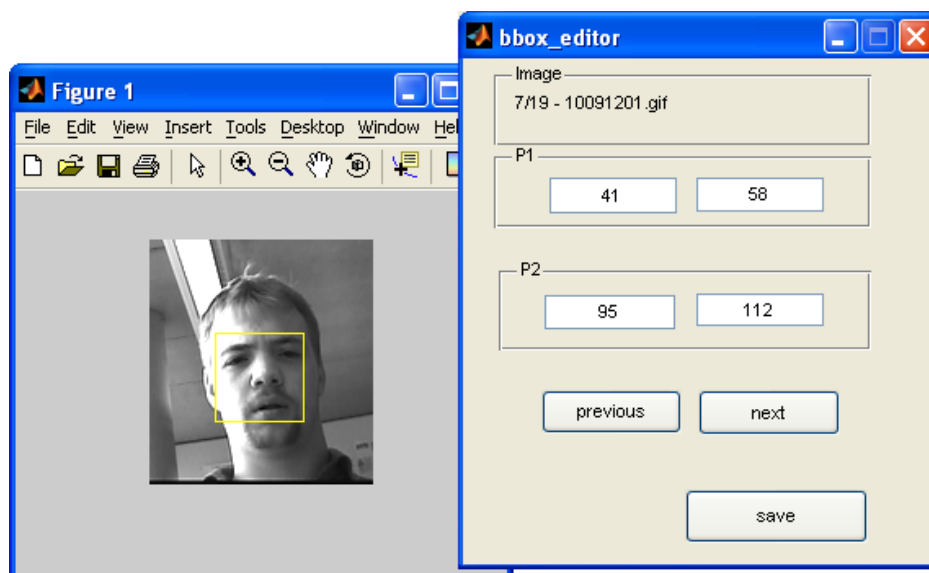 Figure 1
File Edit View Insert Tools Desktop Window Hel
bbox_editor
Image
7/19 - 10091201.gif
P1
41 58
P2
95 112
previous next
save